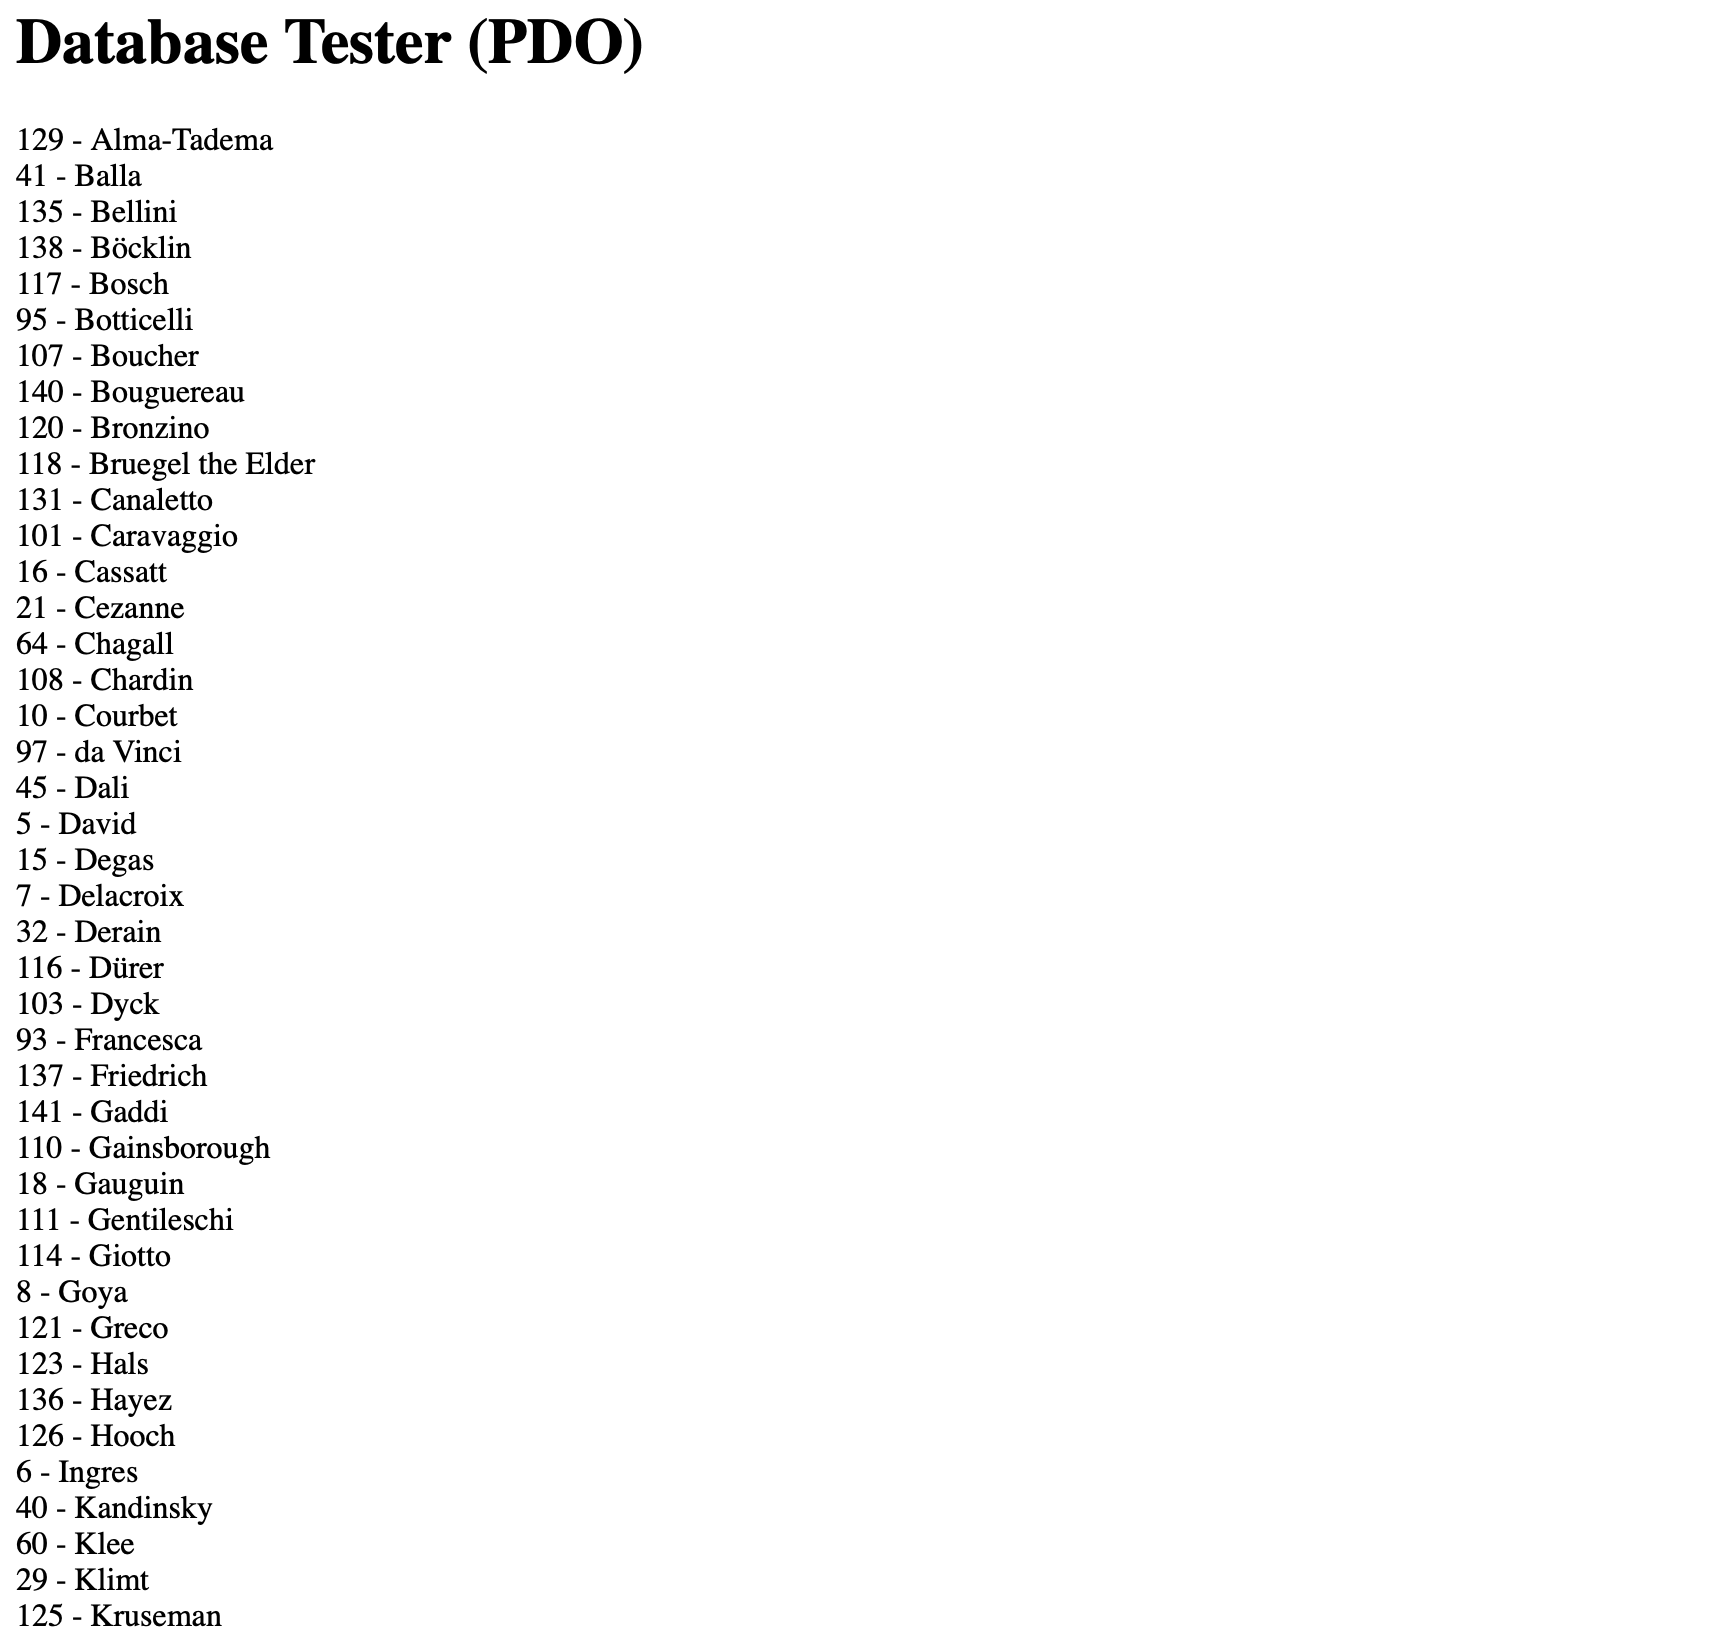 Database Tester (PDO)
129 - Alma-Tadema
41 - Balla
135 - Bellini
138 - Böcklin
117 - Bosch
95 - Botticelli
107 - Boucher
140 - Bouguereau
120 - Bronzino
118 - Bruegel the Elder
131 - Canaletto
101 - Caravaggio
16 - Cassatt
21 - Cezanne
64 - Chagall
108 - Chardin
10 - Courbet
97 - da Vinci
45 - Dali
5 - David
15 - Degas
7 - Delacroix
32 - Derain
116 - Dürer
103 - Dyck
93 - Francesca
137 - Friedrich
141 - Gaddi
110 - Gainsborough
18 - Gauguin
111 - Gentileschi
114 - Giotto
8 - Goya
121 - Greco
123 - Hals
136 - Hayez
126 - Hooch
6 - Ingres
40 - Kandinsky
60 - Klee
29 - Klimt
125 - Kruseman